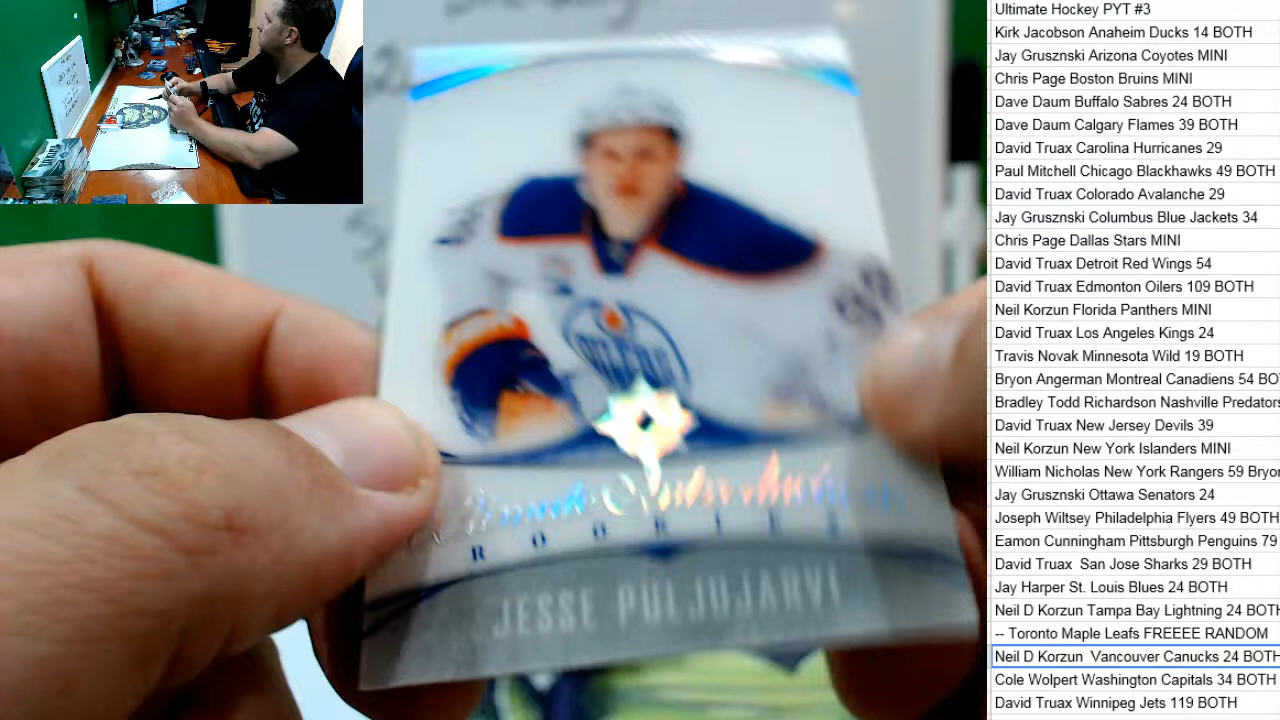 OILERS
98
ROOKIES
JESSE PULJUJARVI
Ultimate Hockey PYT #3
Kirk Jacobson Anaheim Ducks 14 BOTH
Jay Grusznski Arizona Coyotes MINI
Chris Page Boston Bruins MINI
Dave Daum Buffalo Sabres 24 BOTH
Dave Daum Calgary Flames 39 BOTH
David Truax Carolina Hurricanes 29
Paul Mitchell Chicago Blackhawks 49 BOTH
David Truax Colorado Avalanche 29
Jay Grusznski Columbus Blue Jackets 34
Chris Page Dallas Stars MINI
David Truax Detroit Red Wings 54
David Truax Edmonton Oilers 109 BOTH
Neil Korzun Florida Panthers MINI
David Truax Los Angeles Kings 24
Travis Novak Minnesota Wild 19 BOTH
Bryon Angerman Montreal Canadiens 54 BO
Bradley Todd Richardson Nashville Predators
David Truax New Jersey Devils 39
Neil Korzun New York Islanders MINI
William Nicholas New York Rangers 59 Bryo
Jay Grusznski Ottawa Senators 24
Joseph Wiltsey Philadelphia Flyers 49 BOTH
Eamon Cunningham Pittsburgh Penguins 79
David Truax  San Jose Sharks 29 BOTH
Jay Harper St. Louis Blues 24 BOTH
Neil D Korzun Tampa Bay Lightning 24 BOTH
-- Toronto Maple Leafs FREEEE RANDOM
Neil D Korzun  Vancouver Canucks 24 BOTH
Cole Wolpert Washington Capitals 34 BOTH
David Truax Winnipeg Jets 119 BOTH